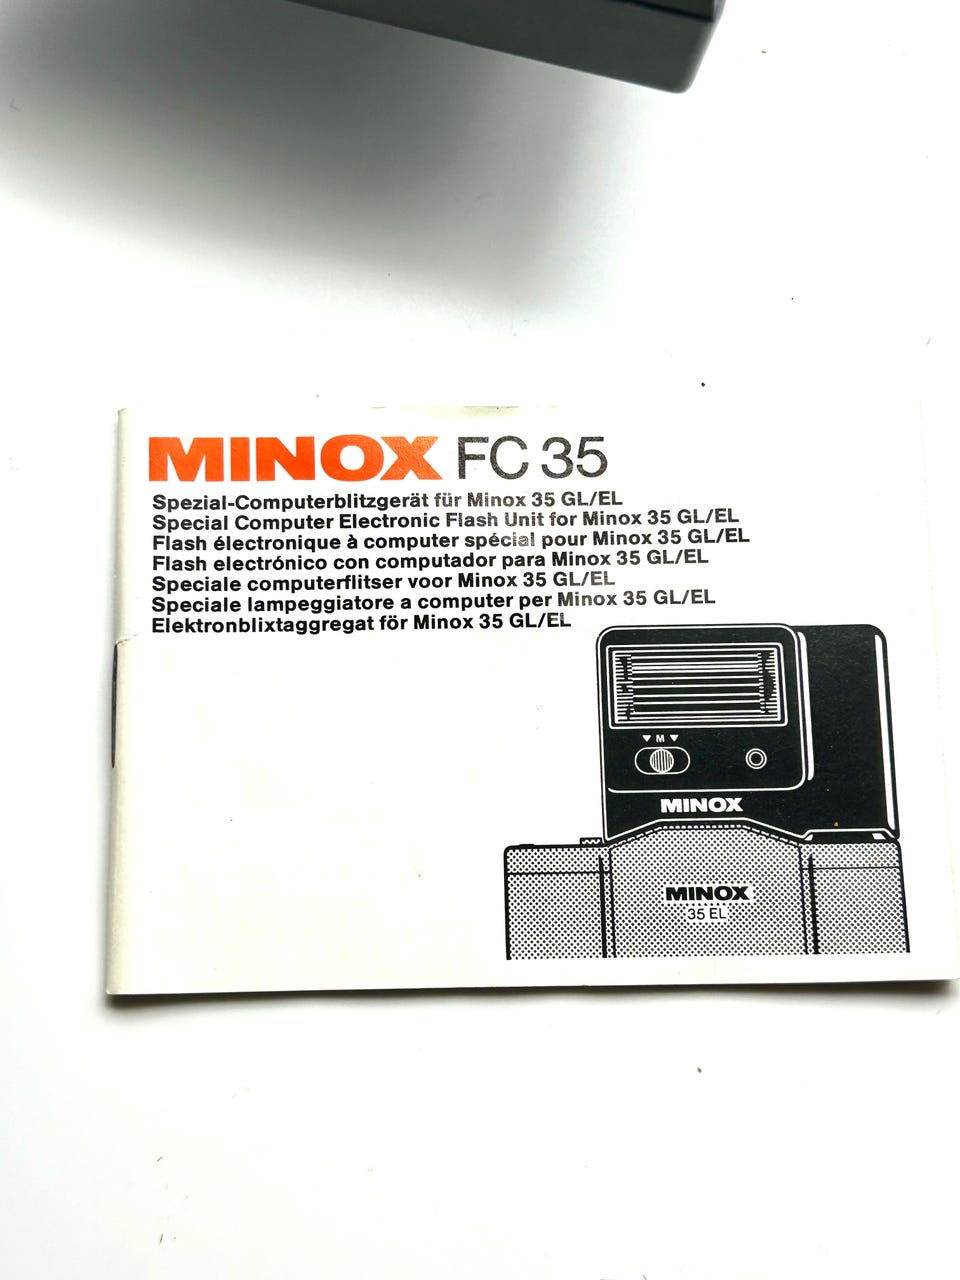 MINOX FC 35
Spezial-Computerblitzgerät für Minox 35 GL/EL
Special Computer Electronic Flash Unit for Minox 35 GL/EL
Flash électronique à computer spécial pour Minox 35 GL/EL
Flash electrónico con computador para Minox 35 GL/EL
Speciale computerflitser voor Minox 35 GL/EL
Speciale lampeggiatore a computer per Minox 35 GL/EL
Elektronblixtaggregat för Minox 35 GL/EL
M
MINOX
MINOX
35 EL